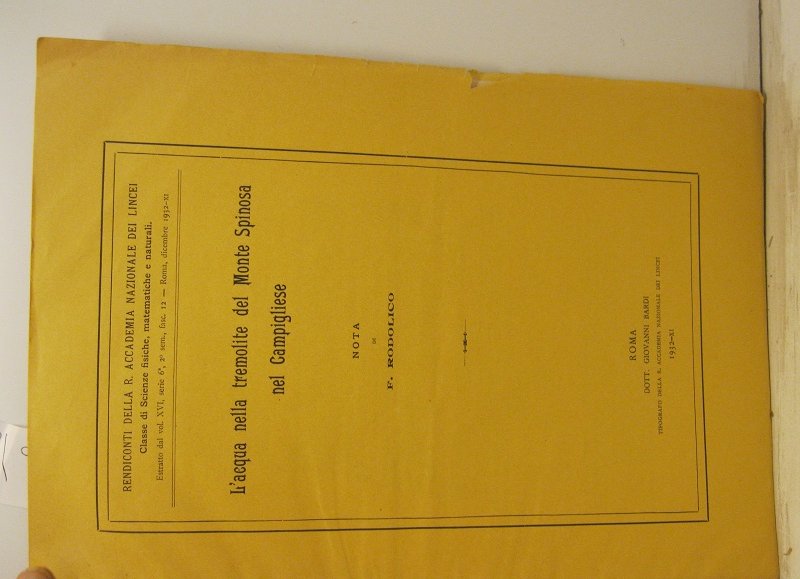 RENDICONTI DELLA R. ACCADEMIA NAZIONALE DEI LINCEI
Classe di Scienze fisiche, matematiche e naturali.
Estratto dal vol. XVI, serie 6ª, 2º sem., fasc. 12 — Roma, dicembre 1932-XI
L'acqua nella tremolite del Monte Spinosa
nel Campigliese
NOTA
DI
F. RODOLICO
ROMA
DOTT. GIOVANNI BARDI
TIPOGRAFO DELLA R. ACCADEMIA NAZIONALE DEI LINCEI
1932-XI